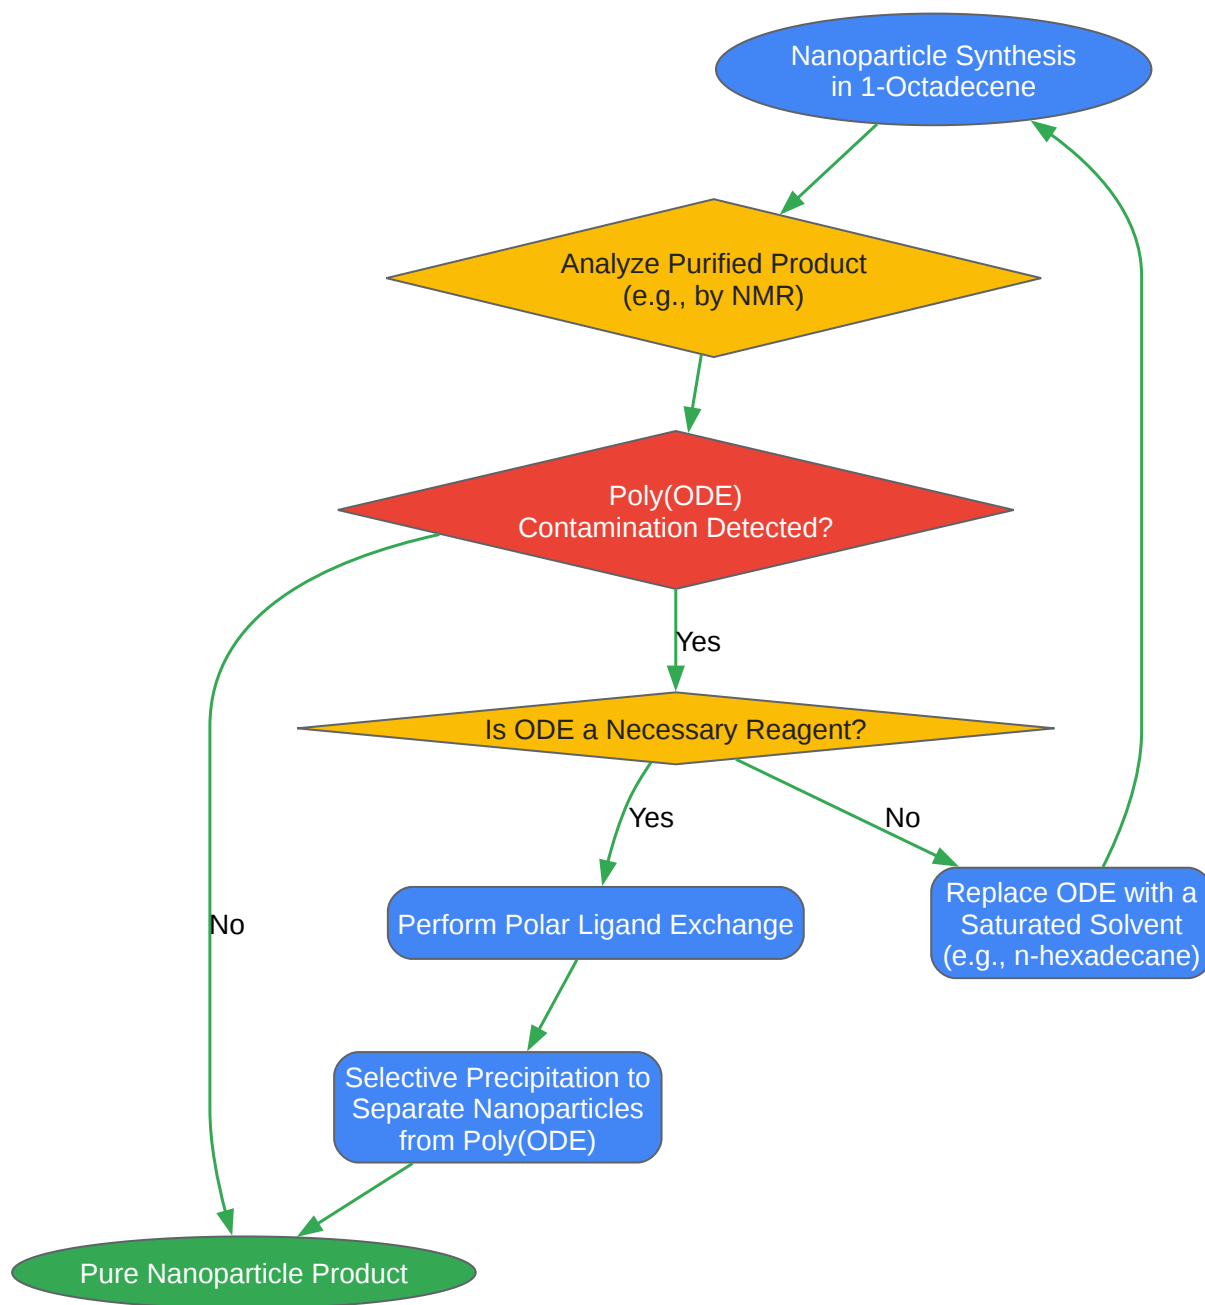 Nanoparticle Synthesis
in 1-Octadecene
Analyze Purified Product
(e.g., by NMR)
Poly(ODE)
Contamination Detected?
Yes
Is ODE a Necessary Reagent?
Yes
No
Replace ODE with a
Saturated Solvent
(e.g., n-hexadecane)
No
Perform Polar Ligand Exchange
Selective Precipitation to
Separate Nanoparticles
from Poly(ODE)
Pure Nanoparticle Product